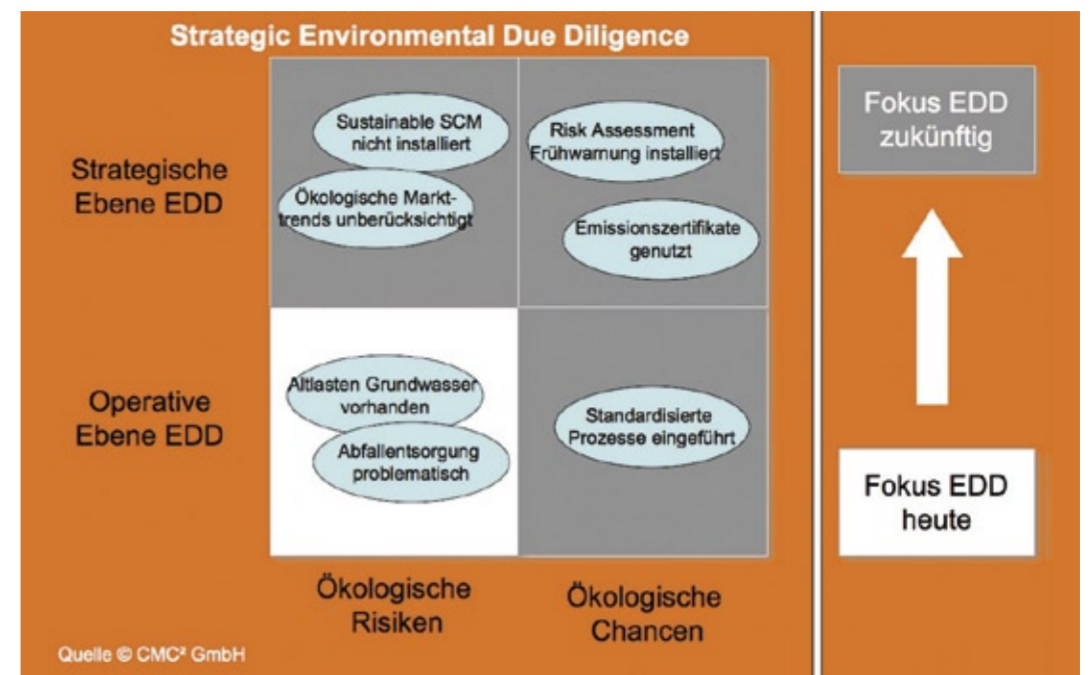 Strategic Environmental Due Diligence
Strategische
Ebene EDD
Sustainable SCM
nicht installiert
Ökologische Markt-
trends unberücksichtigt
Risk Assessment
Frühwarnung installiert
Emissionszertifikate
genutzt
Operative
Ebene EDD
Altlasten Grundwasser
vorhanden
Abfallentsorgung
problematisch
Standardisierte
Prozesse eingeführt
Ökologische
Risiken
Ökologische
Chancen
Quelle © CMC² GmbH
Fokus EDD
zukünftig
Fokus EDD
heute